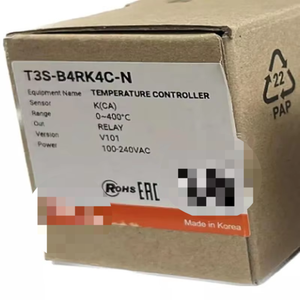 T3S-B4RK4C-N
Equipment Name TEMPERATURE CONTROLLER
Sensor K(CA)
Range 0~400℃
Out RELAY
Version V101
Power 100-240VAC
RoHS EAC
Made in Korea
22
PAP